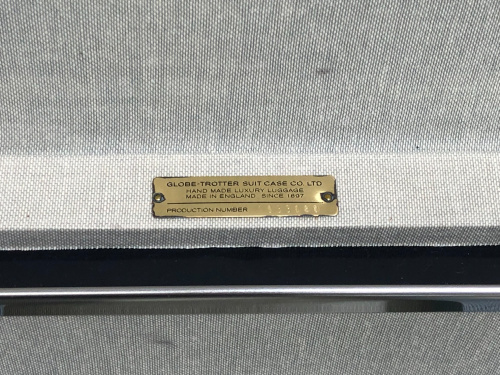 GLOBE-TROTTER SUIT CASE CO. LTD
HAND MADE LUXURY LUGGAGE
MADE IN ENGLAND SINCE 1897
PRODUCTION NUMBER